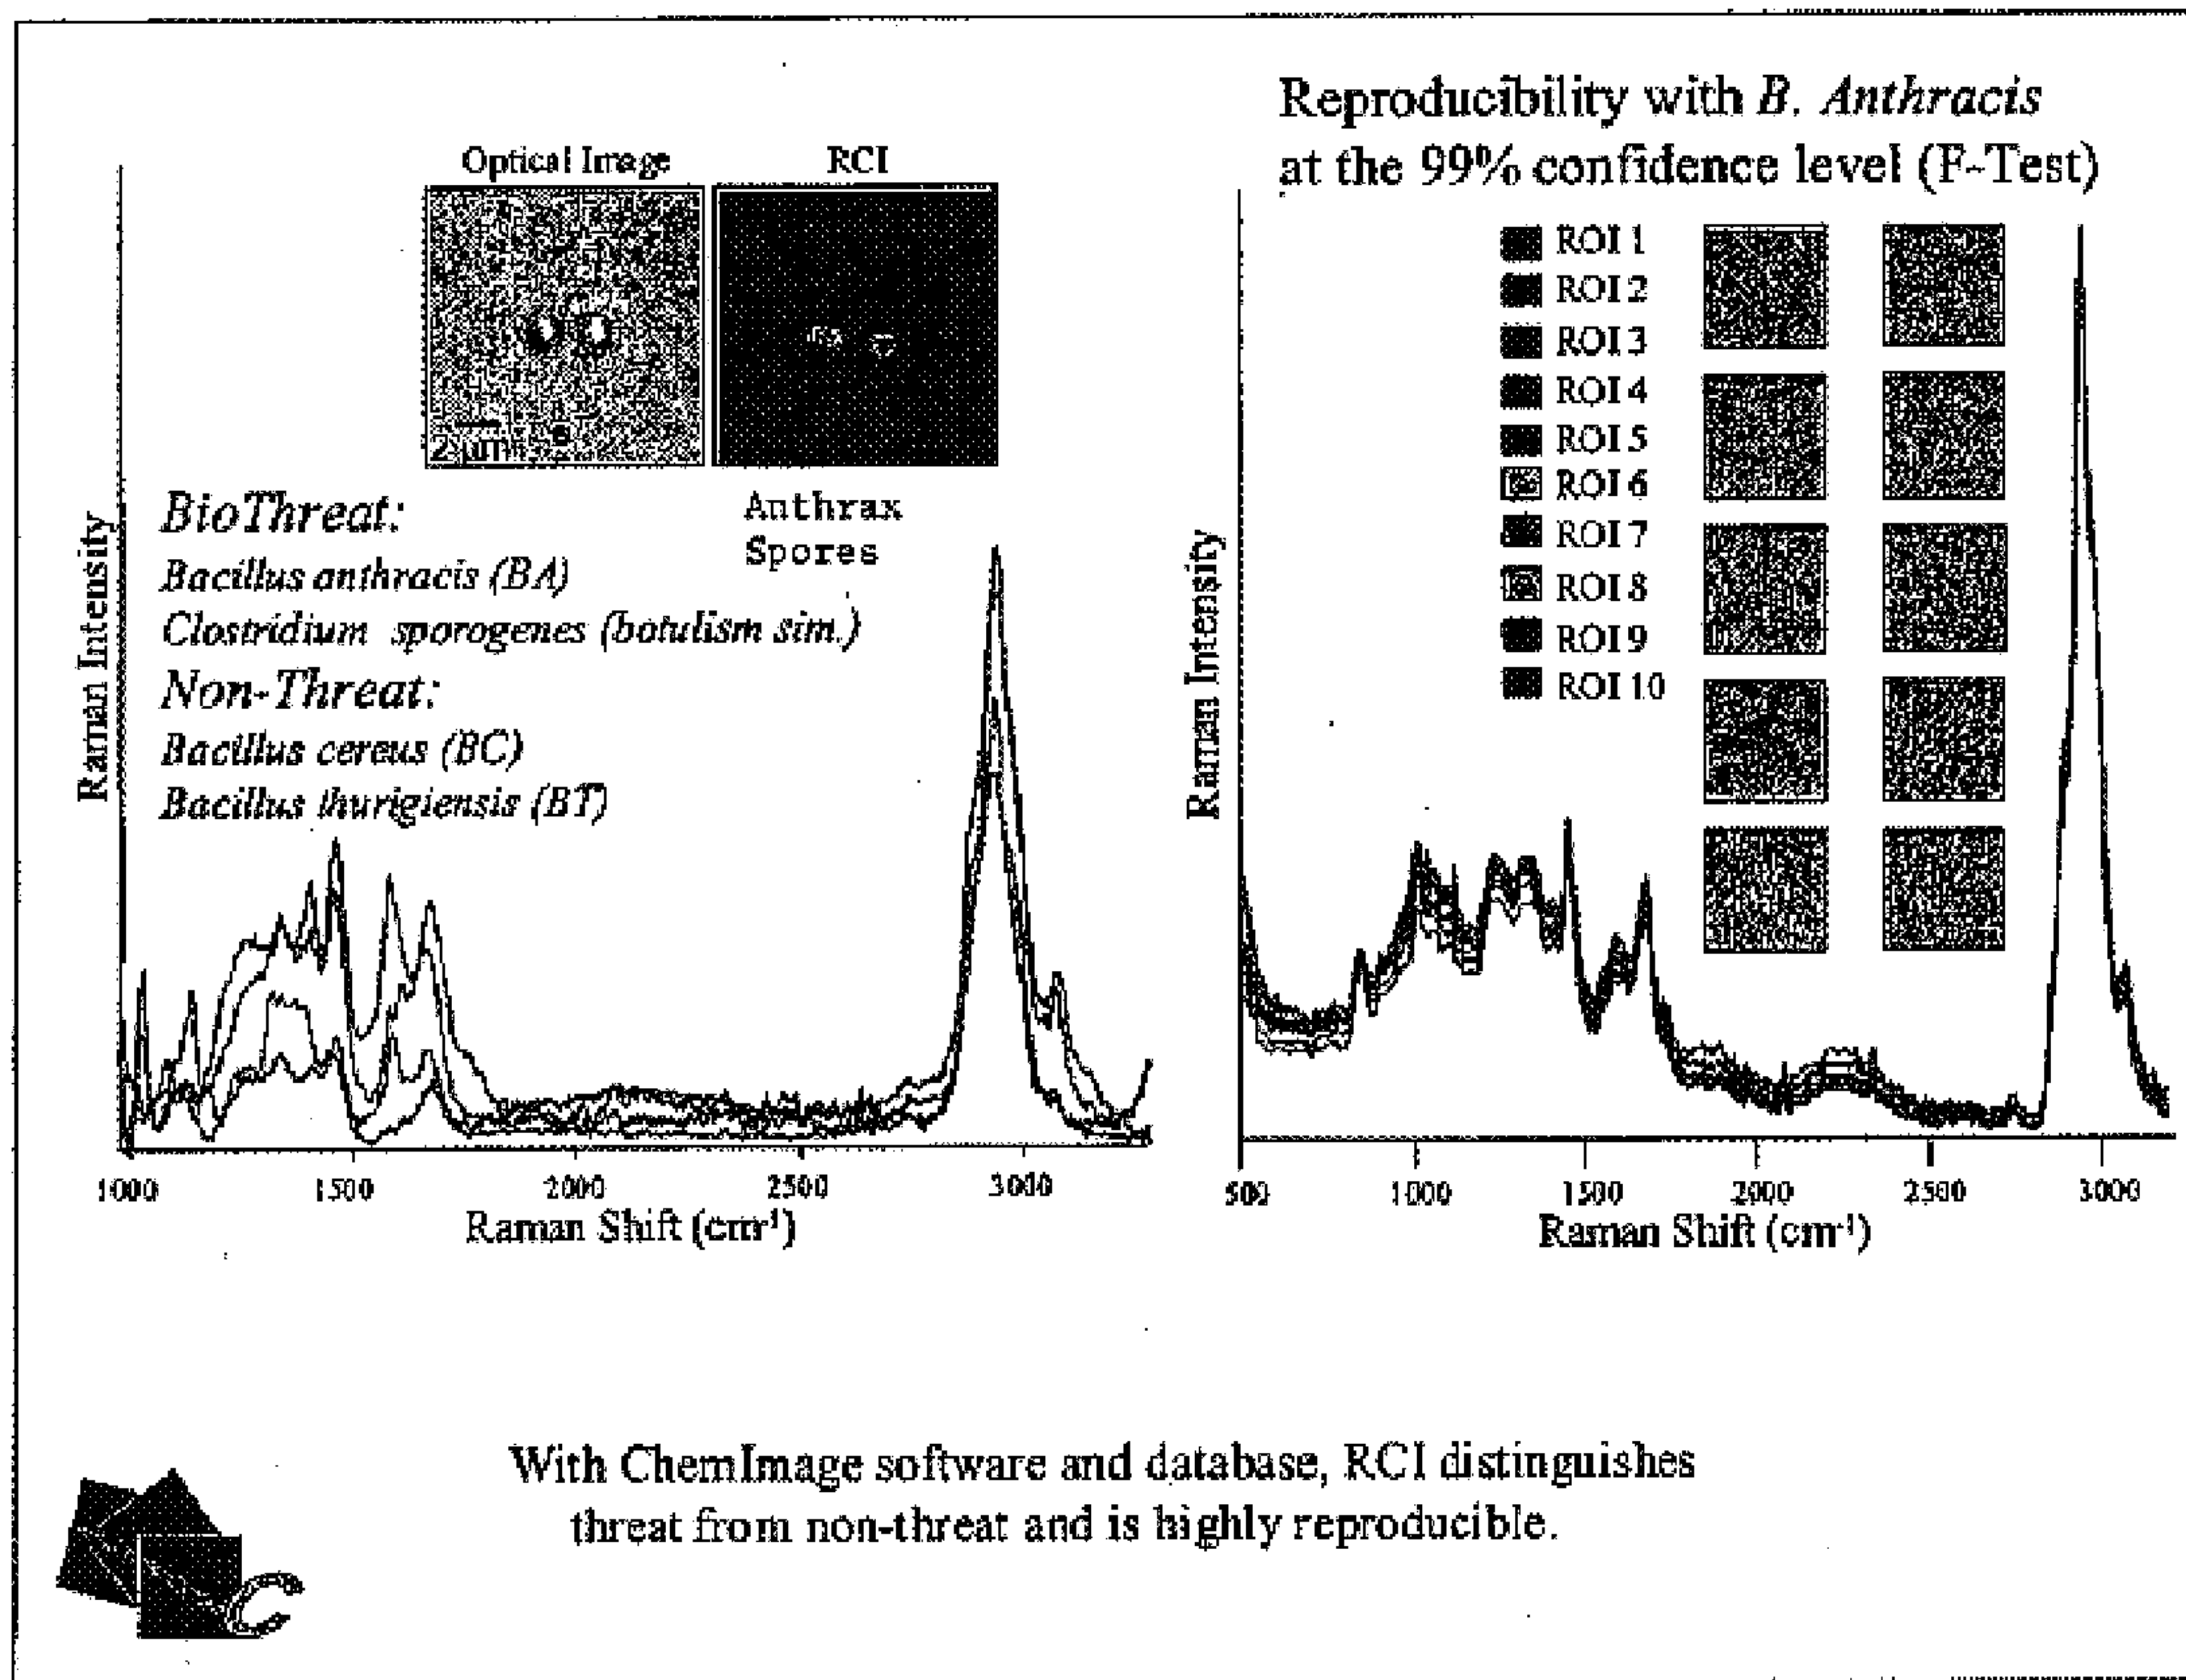 Reproducibility with B. Anthracis
at the 99% confidence level (F-Test)
Optical Image
RCI
2 μm
Anthrax
Spores
BioThreat:
Bacillus anthracis (BA)
Clostridium sporogenes (botulism sim.)
Non-Threat:
Bacillus cereus (BC)
Bacillus thurigiensis (BT)
Raman Intensity
1000 1500 2000 2500 3000
Raman Shift (cm⁻¹)
ROI 1
ROI 2
ROI 3
ROI 4
ROI 5
ROI 6
ROI 7
ROI 8
ROI 9
ROI 10
Raman Intensity
500 1000 1500 2000 2500 3000
Raman Shift (cm⁻¹)
With ChemImage software and database, RCI distinguishes
threat from non-threat and is highly reproducible.
C